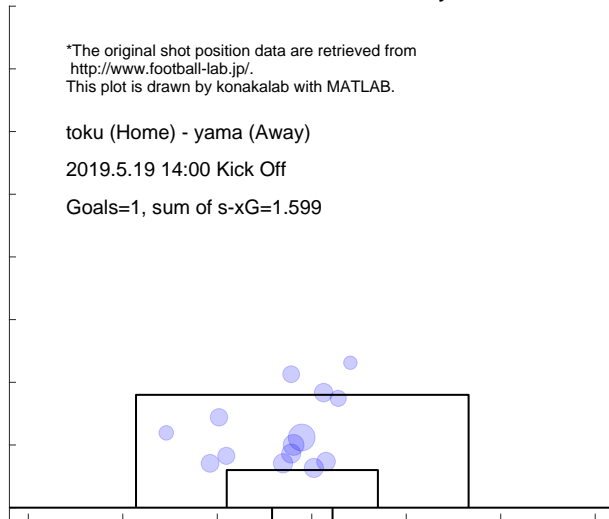 *The original shot position data are retrieved from
http://www.football-lab.jp/.
This plot is drawn by konakalab with MATLAB.
toku (Home) - yama (Away)
2019.5.19 14:00 Kick Off
Goals=1, sum of s-xG=1.599